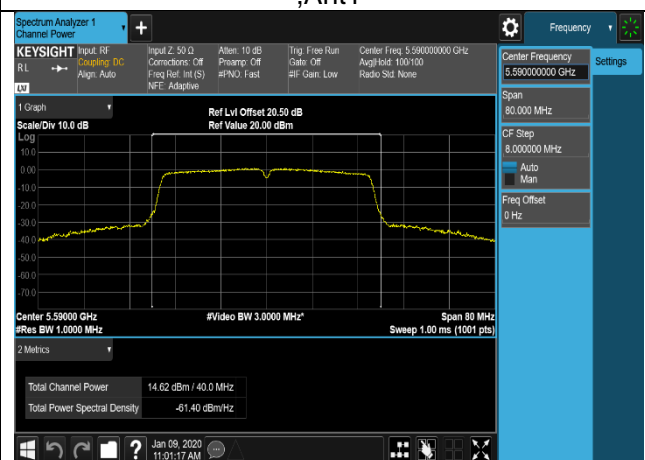 Spectrum Analyzer 1
Channel Power
Frequency
KEYSIGHT
RL
Input: RF
Coupling: DC
Align: Auto
Input Z: 50 Ω
Corrections: Off
Freq Ref: Int (S)
NFE: Adaptive
Atten: 10 dB
Preamp: Off
#PNO: Fast
Trig: Free Run
Gate: Off
#IF Gain: Low
Center Freq: 5.590000000 GHz
Avg|Hold: 100/100
Radio Std: None
LXI
1 Graph
Scale/Div 10.0 dB
Ref Lvl Offset 20.50 dB
Ref Value 20.00 dBm
Log
10.0
0.00
-10.0
-20.0
-30.0
-40.0
-50.0
-60.0
-70.0
Center 5.59000 GHz
#Res BW 1.0000 MHz
#Video BW 3.0000 MHz*
Span 80 MHz
Sweep 1.00 ms (1001 pts)
2 Metrics
Total Channel Power 14.62 dBm / 40.0 MHz
Total Power Spectral Density -61.40 dBm/Hz
Jan 09, 2020
11:01:17 AM
Center Frequency
5.590000000 GHz
Span
80.000 MHz
CF Step
8.000000 MHz
Auto
Man
Freq Offset
0 Hz
Settings